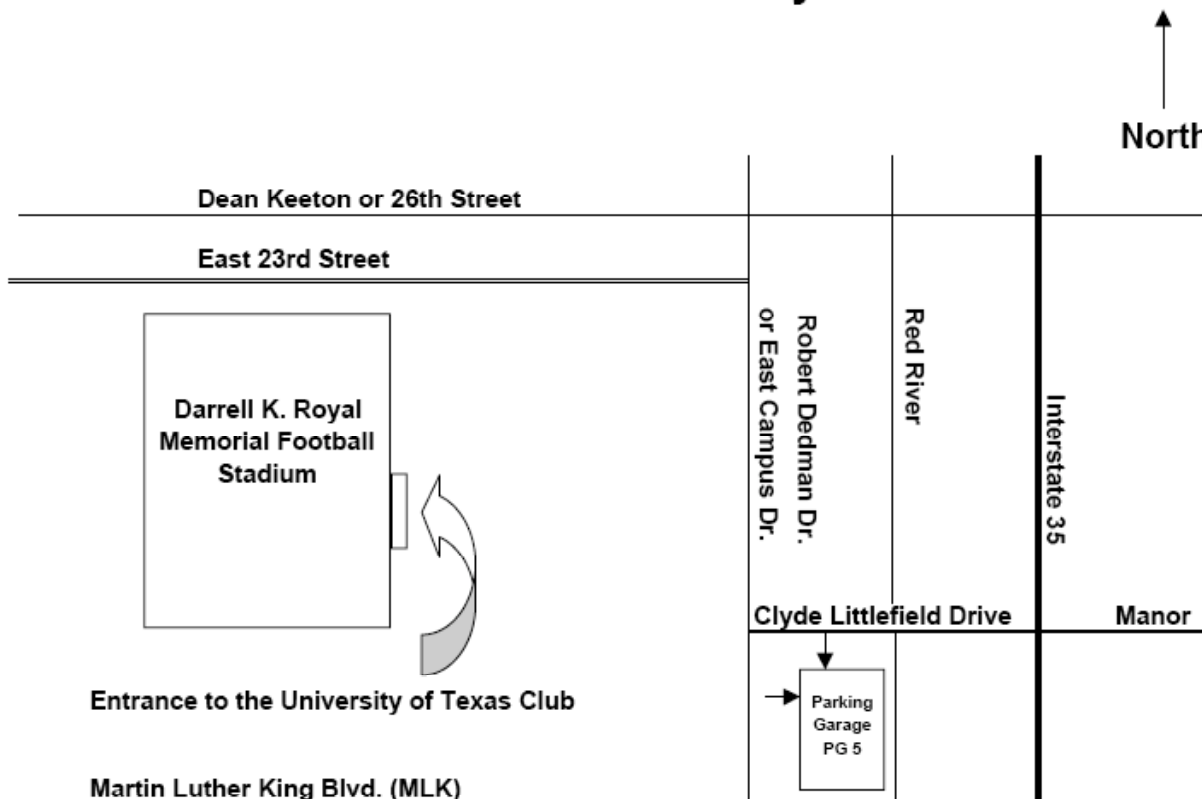 North
Dean Keeton or 26th Street
East 23rd Street
Darrell K. Royal
Memorial Football
Stadium
Robert Dedman Dr.
or East Campus Dr.
Red River
Interstate 35
Clyde Littlefield Drive
Manor
Parking
Garage
PG 5
Entrance to the University of Texas Club
Martin Luther King Blvd. (MLK)